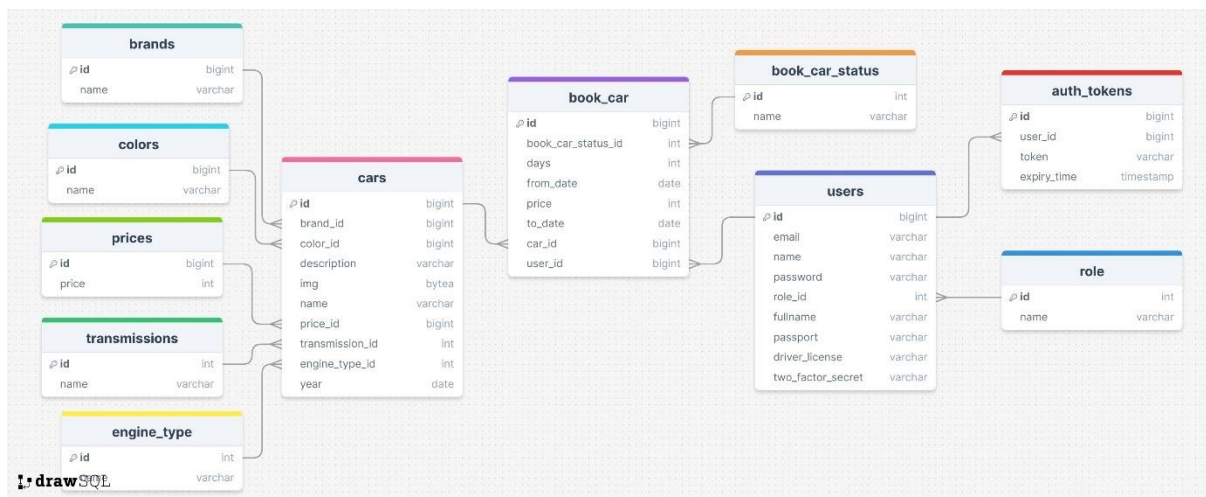 brands
id bigint
name varchar
colors
id bigint
name varchar
prices
id bigint
price int
transmissions
id int
name varchar
engine_type
id int
name varchar
drawSQL
cars
id bigint
brand_id bigint
color_id bigint
description varchar
img bytea
name varchar
price_id bigint
transmission_id int
engine_type_id int
year date
book_car
id bigint
book_car_status_id int
days int
from_date date
price int
to_date date
car_id bigint
user_id bigint
book_car_status
id int
name varchar
users
id bigint
email varchar
name varchar
password varchar
role_id int
fullname varchar
passport varchar
driver_license varchar
two_factor_secret varchar
auth_tokens
id bigint
user_id bigint
token varchar
expiry_time timestamp
role
id int
name varchar